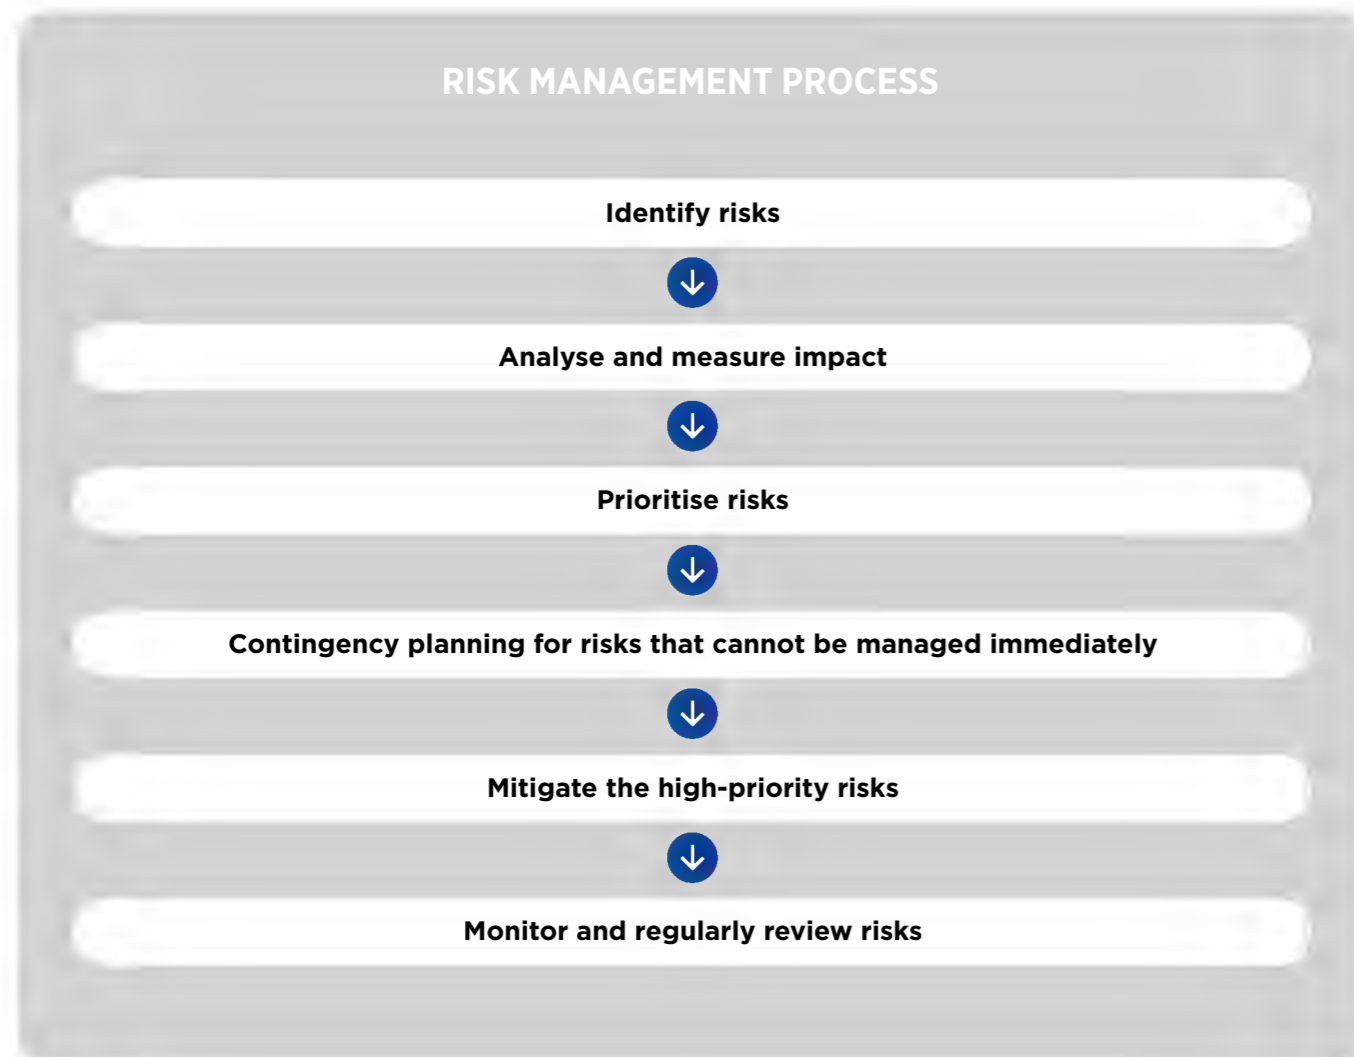 RISK MANAGEMENT PROCESS
Identify risks
Analyse and measure impact
Prioritise risks
Contingency planning for risks that cannot be managed immediately
Mitigate the high-priority risks
Monitor and regularly review risks